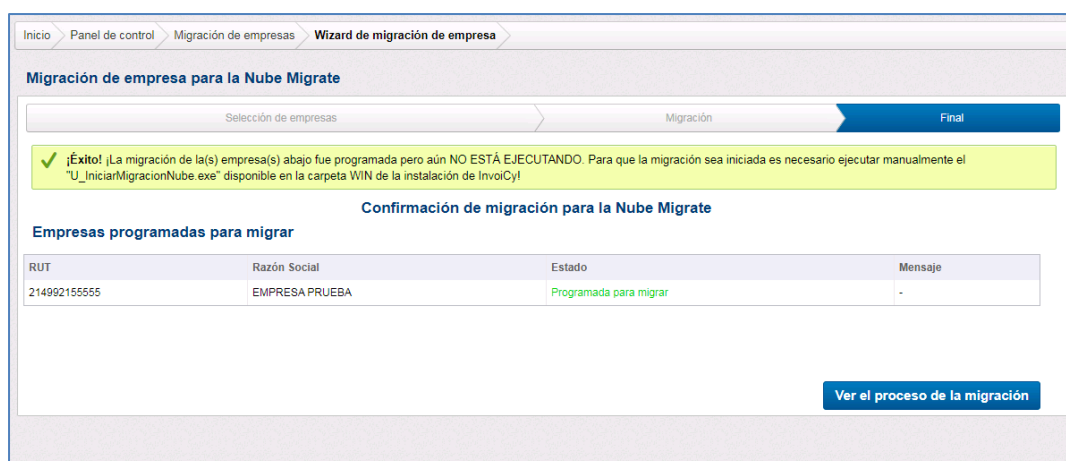 Inicio Panel de control Migración de empresas Wizard de migración de empresa
Migración de empresa para la Nube Migrate
Selección de empresas Migración Final
¡Éxito! ¡La migración de la(s) empresa(s) abajo fue programada pero aún NO ESTÁ EJECUTANDO. Para que la migración sea iniciada es necesario ejecutar manualmente el
"U_IniciarMigracionNube.exe" disponible en la carpeta WIN de la instalación de InvoiCy!
Confirmación de migración para la Nube Migrate
Empresas programadas para migrar
RUT Razón Social Estado Mensaje
214992155555 EMPRESA PRUEBA Programada para migrar -
Ver el proceso de la migración